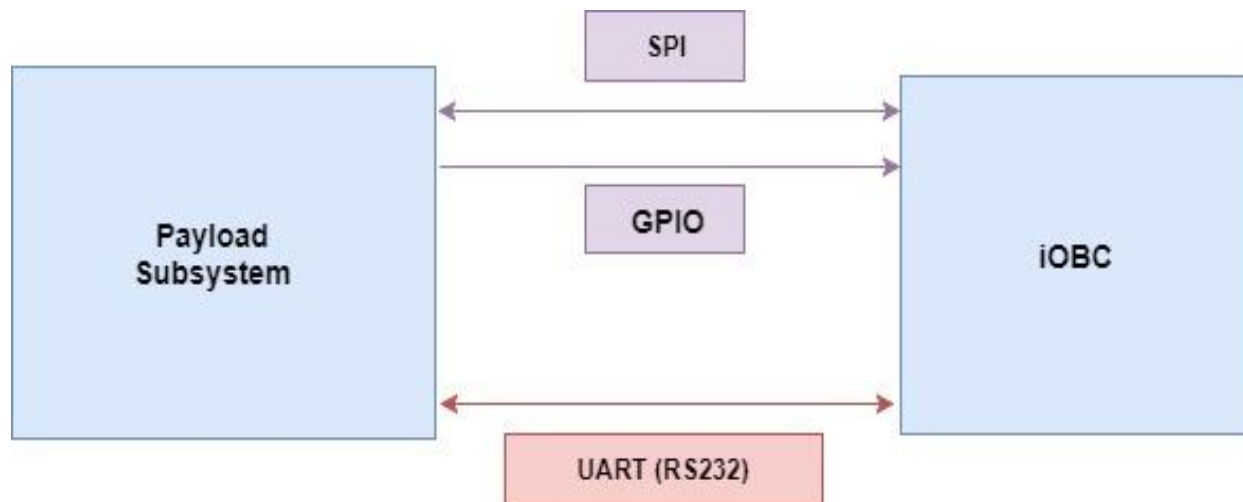 SPI
GPIO
Payload
Subsystem
iOBC
UART (RS232)